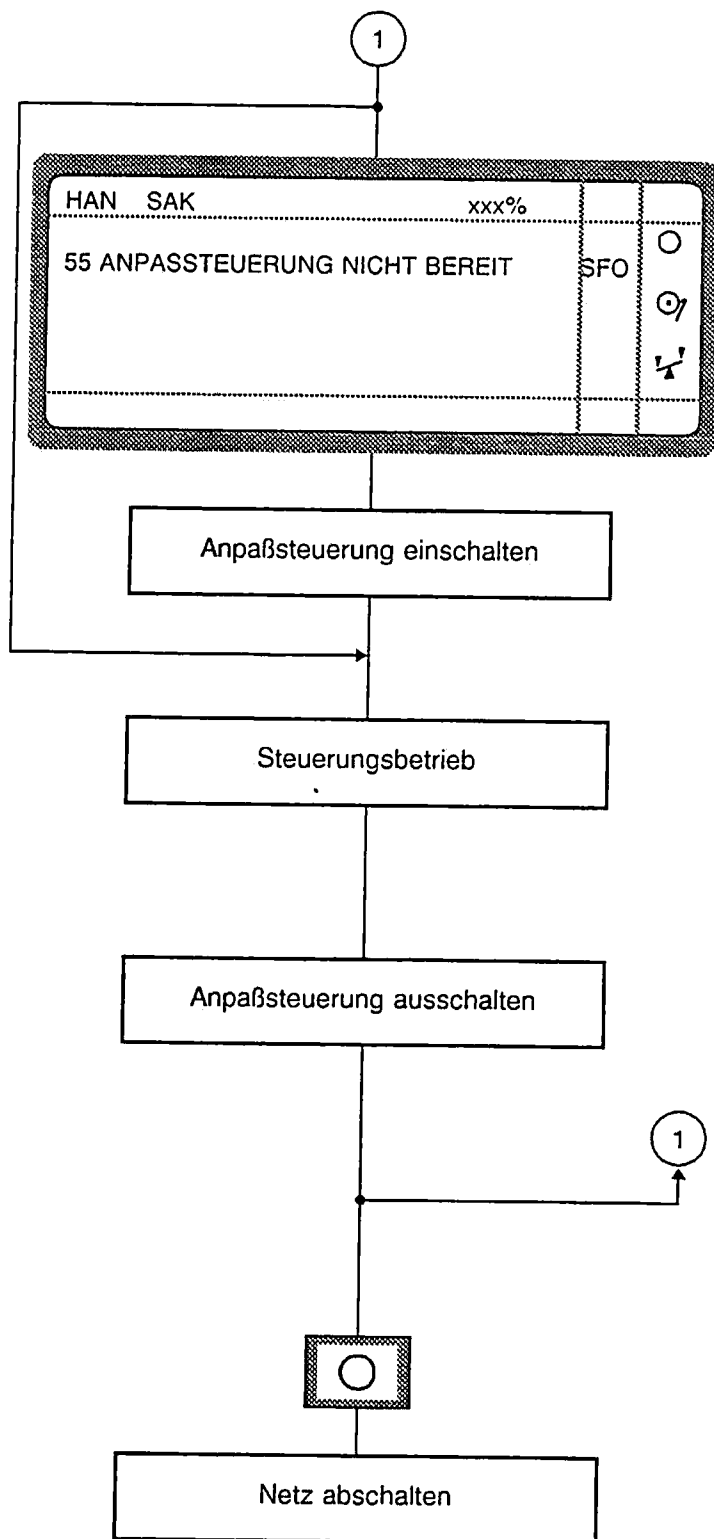 1
HAN SAK xxx%
55 ANPASSTEUERUNG NICHT BEREIT SFO
Anpaßsteuerung einschalten
Steuerungsbetrieb
Anpaßsteuerung ausschalten
1
Netz abschalten